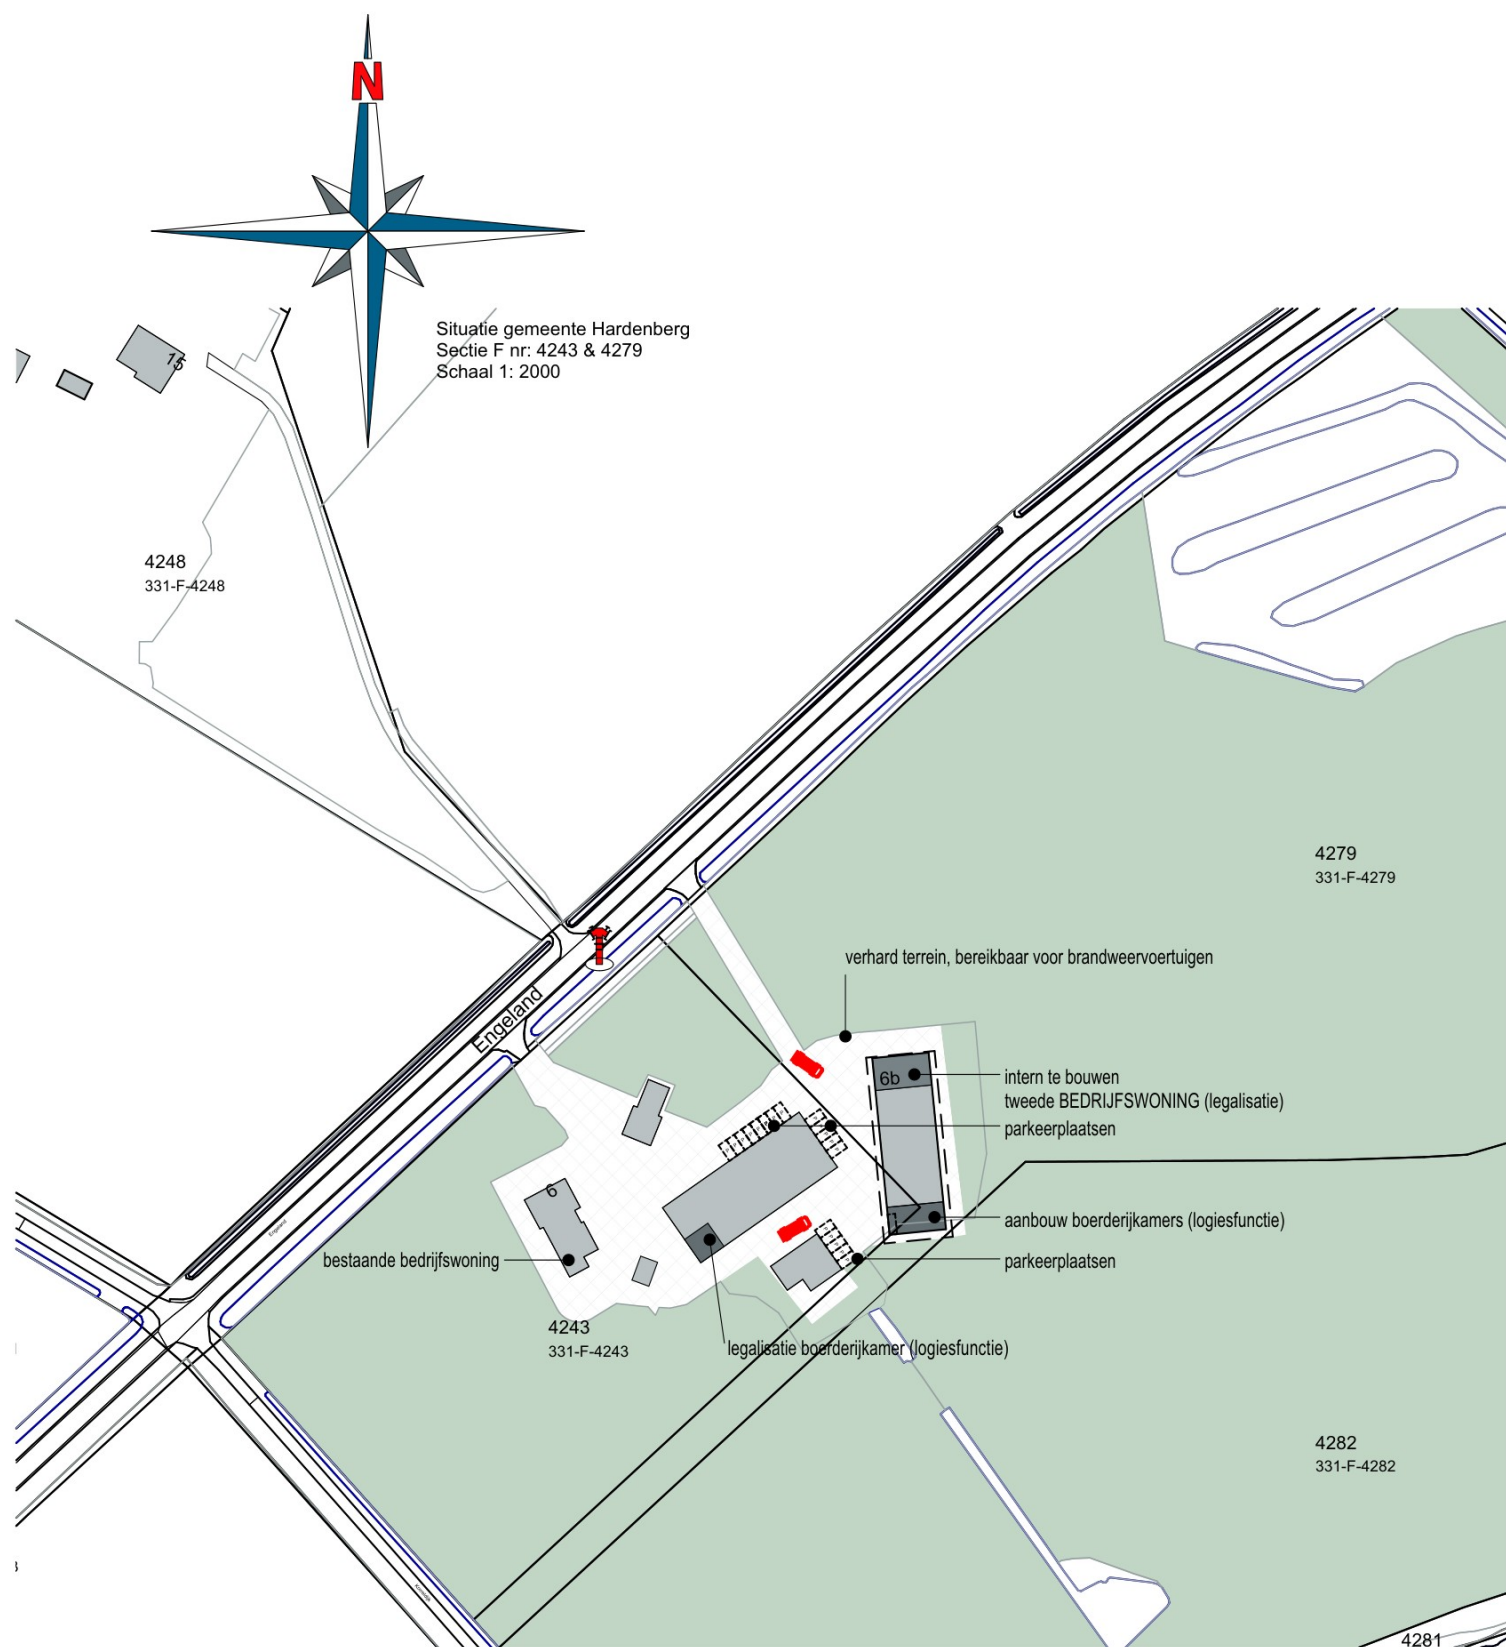 N
Situatie gemeente Hardenberg
Sectie F nr: 4243 & 4279
Schaal 1: 2000
15
4248
331-F-4248
4279
331-F-4279
verhard terrein, bereikbaar voor brandweervoertuigen
Engeland
6b
intern te bouwen
tweede BEDRIJFSWONING (legalisatie)
parkeerplaatsen
6
Engeland
aanbouw boerderijkamers (logiesfunctie)
bestaande bedrijfswoning
parkeerplaatsen
4243
331-F-4243
legalisatie boerderijkamer (logiesfunctie)
4282
331-F-4282
4281